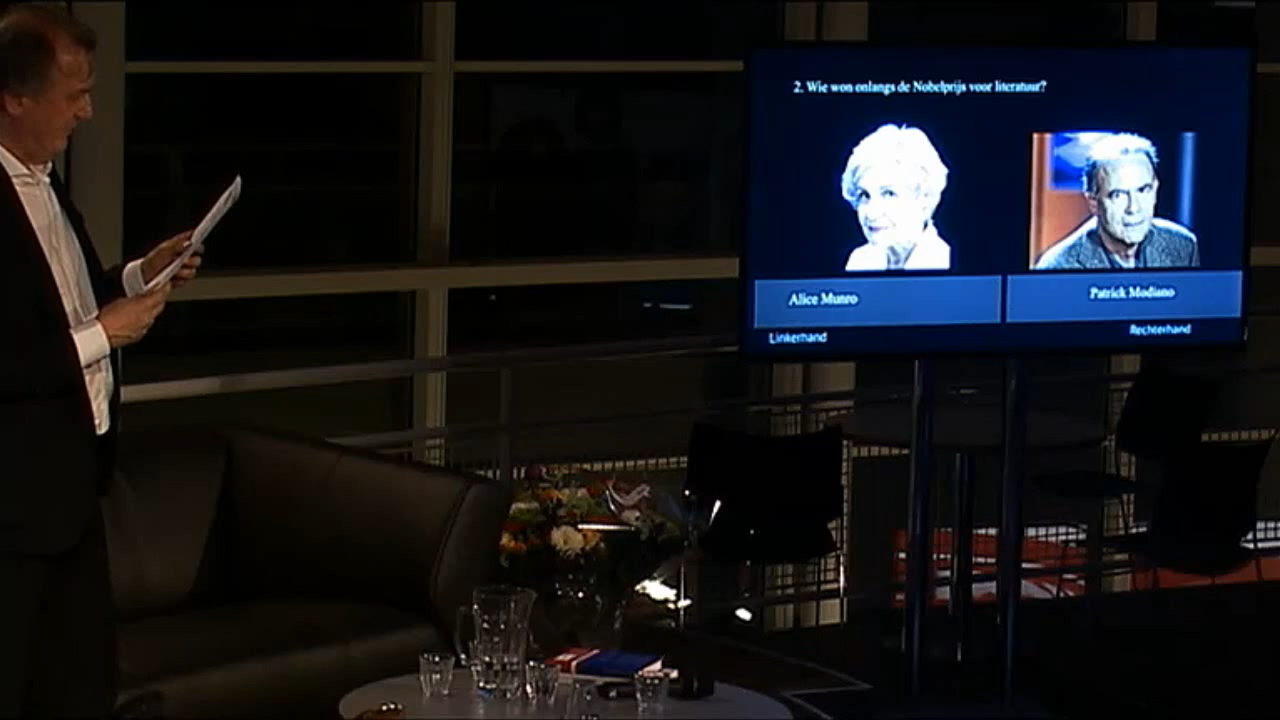 2. Wie won onlangs de Nobelprijs voor literatuur?
Alice Munro
Patrick Modiano
Linkerhand
Rechterhand